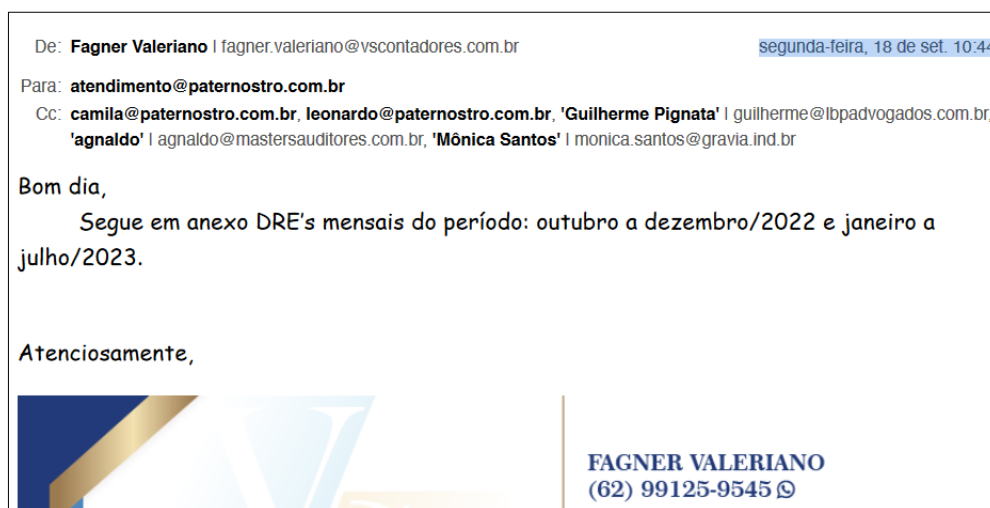 De: Fagner Valeriano | fagner.valeriano@vscontadores.com.br segunda-feira, 18 de set. 10:44
Para: atendimento@paternostro.com.br
Cc: camila@paternostro.com.br, leonardo@paternostro.com.br, 'Guilherme Pignata' | guilherme@lbpadvogados.com.br,
'agnaldo' | agnaldo@mastersauditores.com.br, 'Mônica Santos' | monica.santos@gravia.ind.br
Bom dia,
Segue em anexo DRE's mensais do período: outubro a dezembro/2022 e janeiro a
julho/2023.
Atenciosamente,
FAGNER VALERIANO
(62) 99125-9545